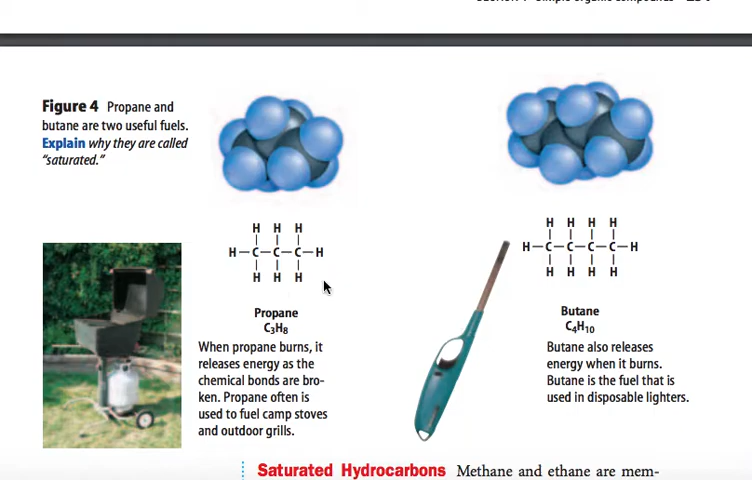 Figure 4 Propane and
butane are two useful fuels.
Explain why they are called
"saturated."
H H H
H–C–C–C–H
H H H
Propane
C3H8
When propane burns, it
releases energy as the
chemical bonds are bro-
ken. Propane often is
used to fuel camp stoves
and outdoor grills.
H H H H
H–C–C–C–C–H
H H H H
Butane
C4H10
Butane also releases
energy when it burns.
Butane is the fuel that is
used in disposable lighters.
Saturated Hydrocarbons Methane and ethane are mem-